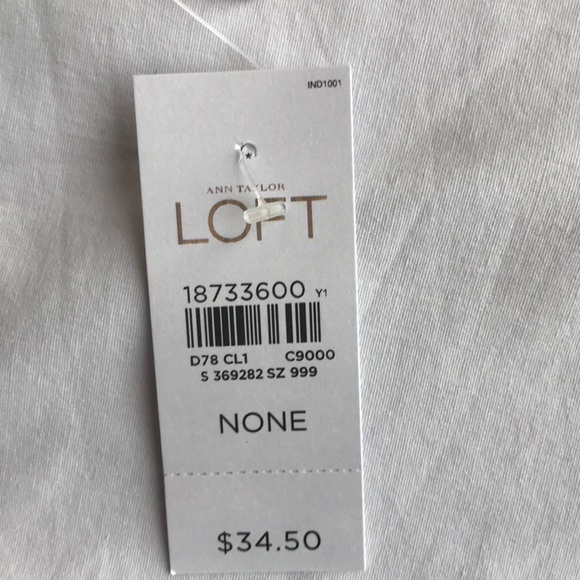 IND1001
ANN TAYLOR
LOFT
18733600 Y1
D78 CL1 C9000
S 369282 SZ 999
NONE
$34.50